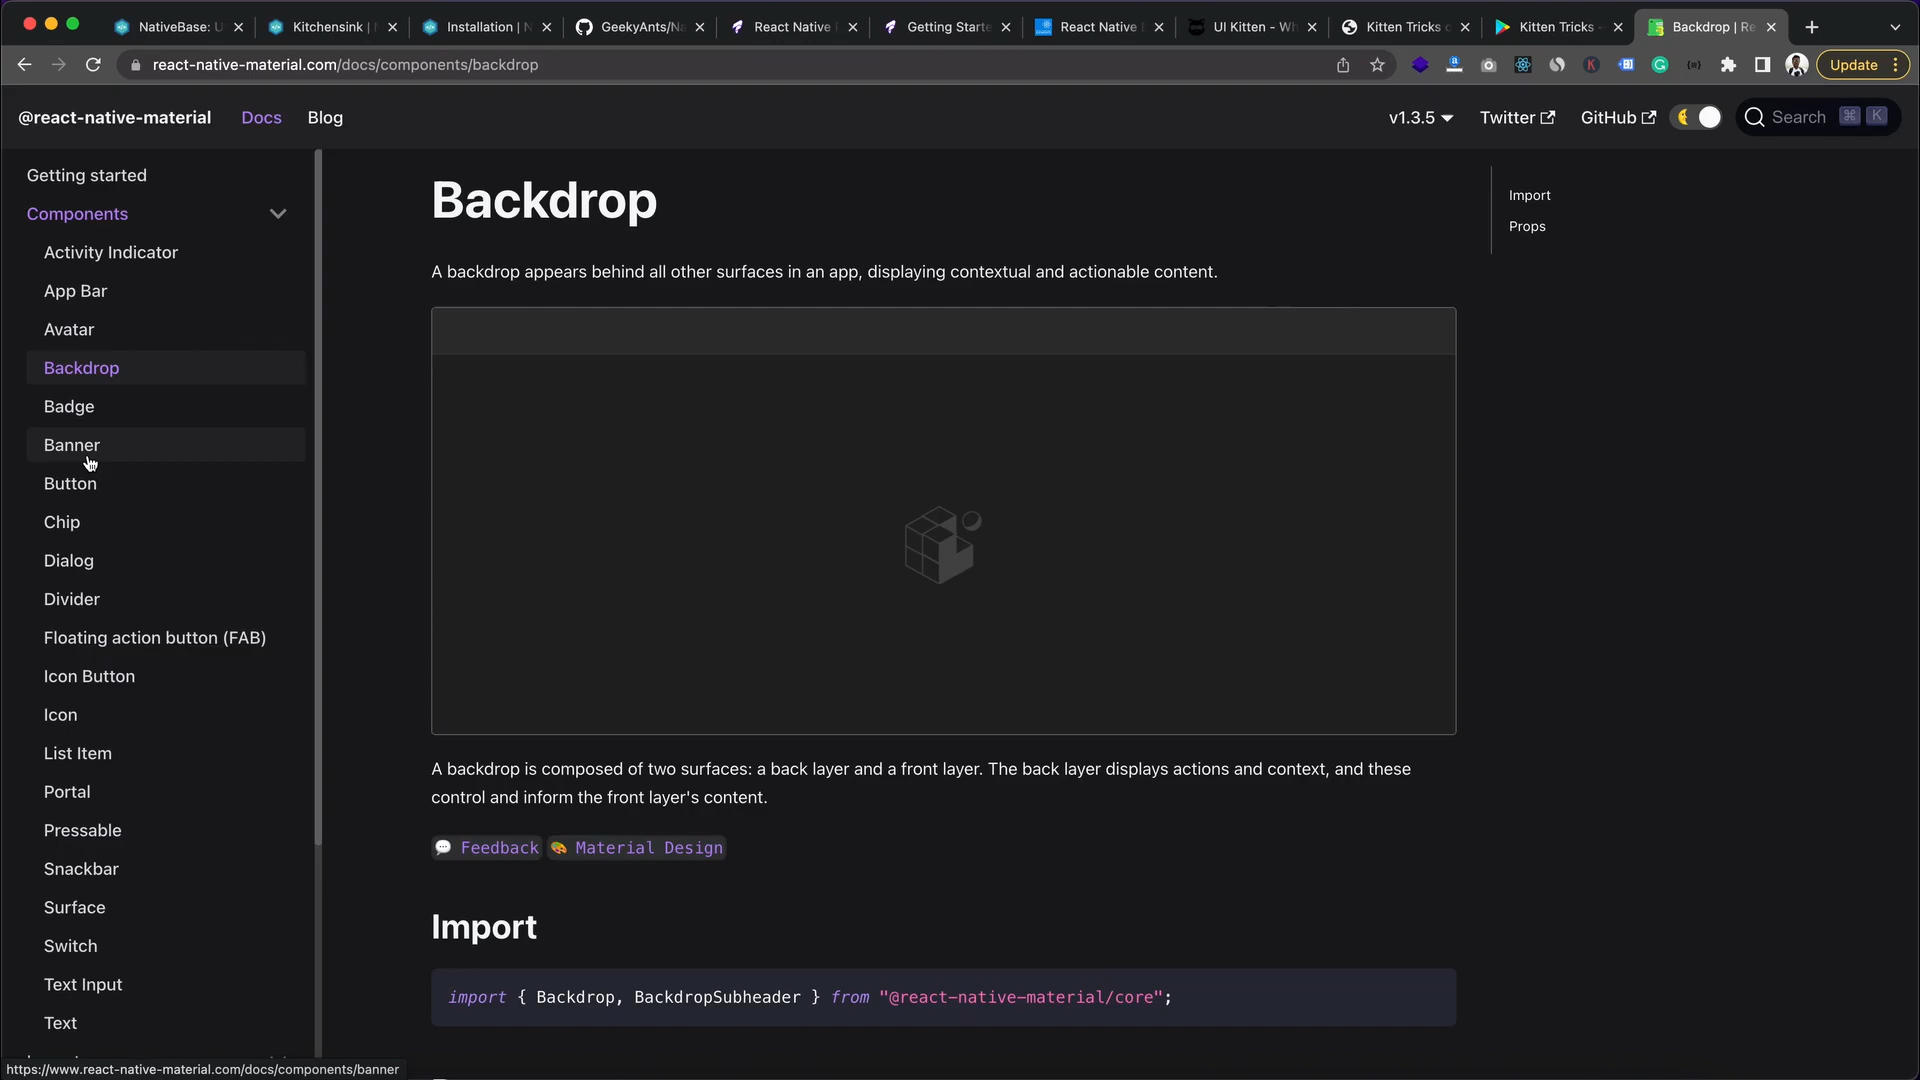 NativeBase: U
Kitchensink |
Installation | N
GeekyAnts/Na
React Native
Getting Starte
React Native
UI Kitten - Wh
Kitten Tricks
Kitten Tricks
Backdrop | Re
react-native-material.com/docs/components/backdrop
Update
@react-native-material
Docs
Blog
v1.3.5
Twitter
GitHub
Search
K
Getting started
Components
Activity Indicator
App Bar
Avatar
Backdrop
Badge
Banner
Button
Chip
Dialog
Divider
Floating action button (FAB)
Icon Button
Icon
List Item
Portal
Pressable
Snackbar
Surface
Switch
Text Input
Text
https://www.react-native-material.com/docs/components/banner
Backdrop
A backdrop appears behind all other surfaces in an app, displaying contextual and actionable content.
A backdrop is composed of two surfaces: a back layer and a front layer. The back layer displays actions and context, and these
control and inform the front layer's content.
Feedback
Material Design
Import
import { Backdrop, BackdropSubheader } from "@react-native-material/core";
Import
Props